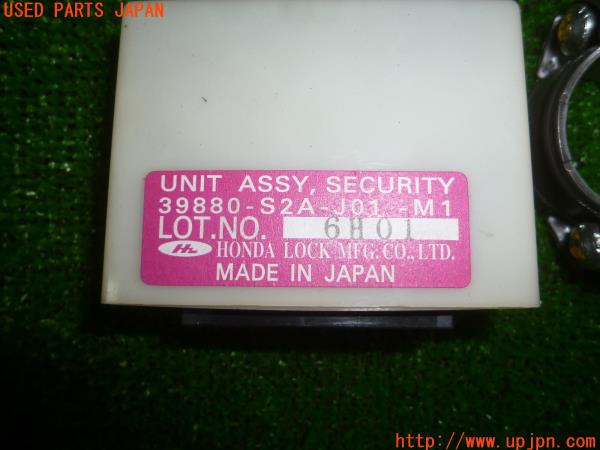 USED PARTS JAPAN
UNIT ASSY, SECURITY
39880-S2A-J01 -M1
LOT.NO. 6H01
HL HONDA LOCK MFG.CO.,LTD.
MADE IN JAPAN
http://www.upjpn.com/